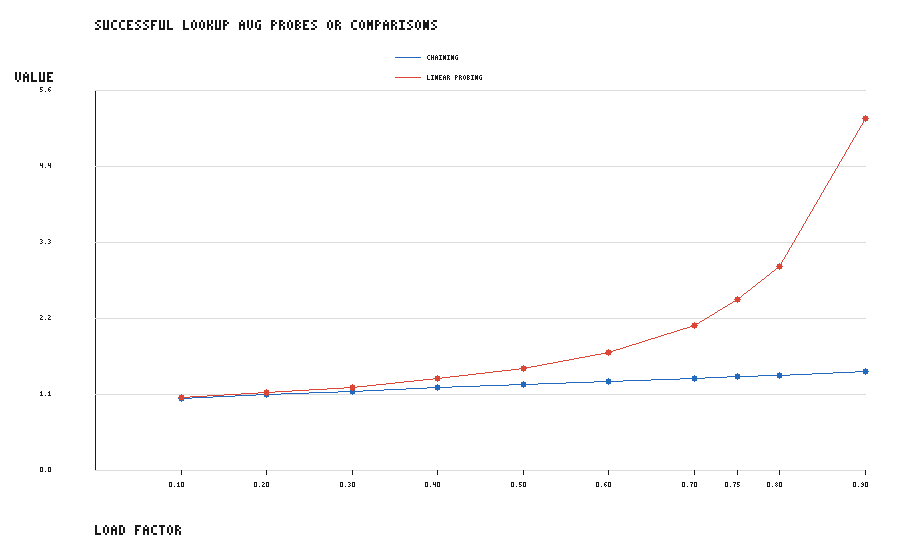 SUCCESSFUL LOOKUP AVG PROBES OR COMPARISONS
CHAINING
LINEAR PROBING
VALUE
5.6
4.4
3.3
2.2
1.1
0.0
0.10 0.20 0.30 0.40 0.50 0.60 0.70 0.75 0.80 0.90
LOAD FACTOR